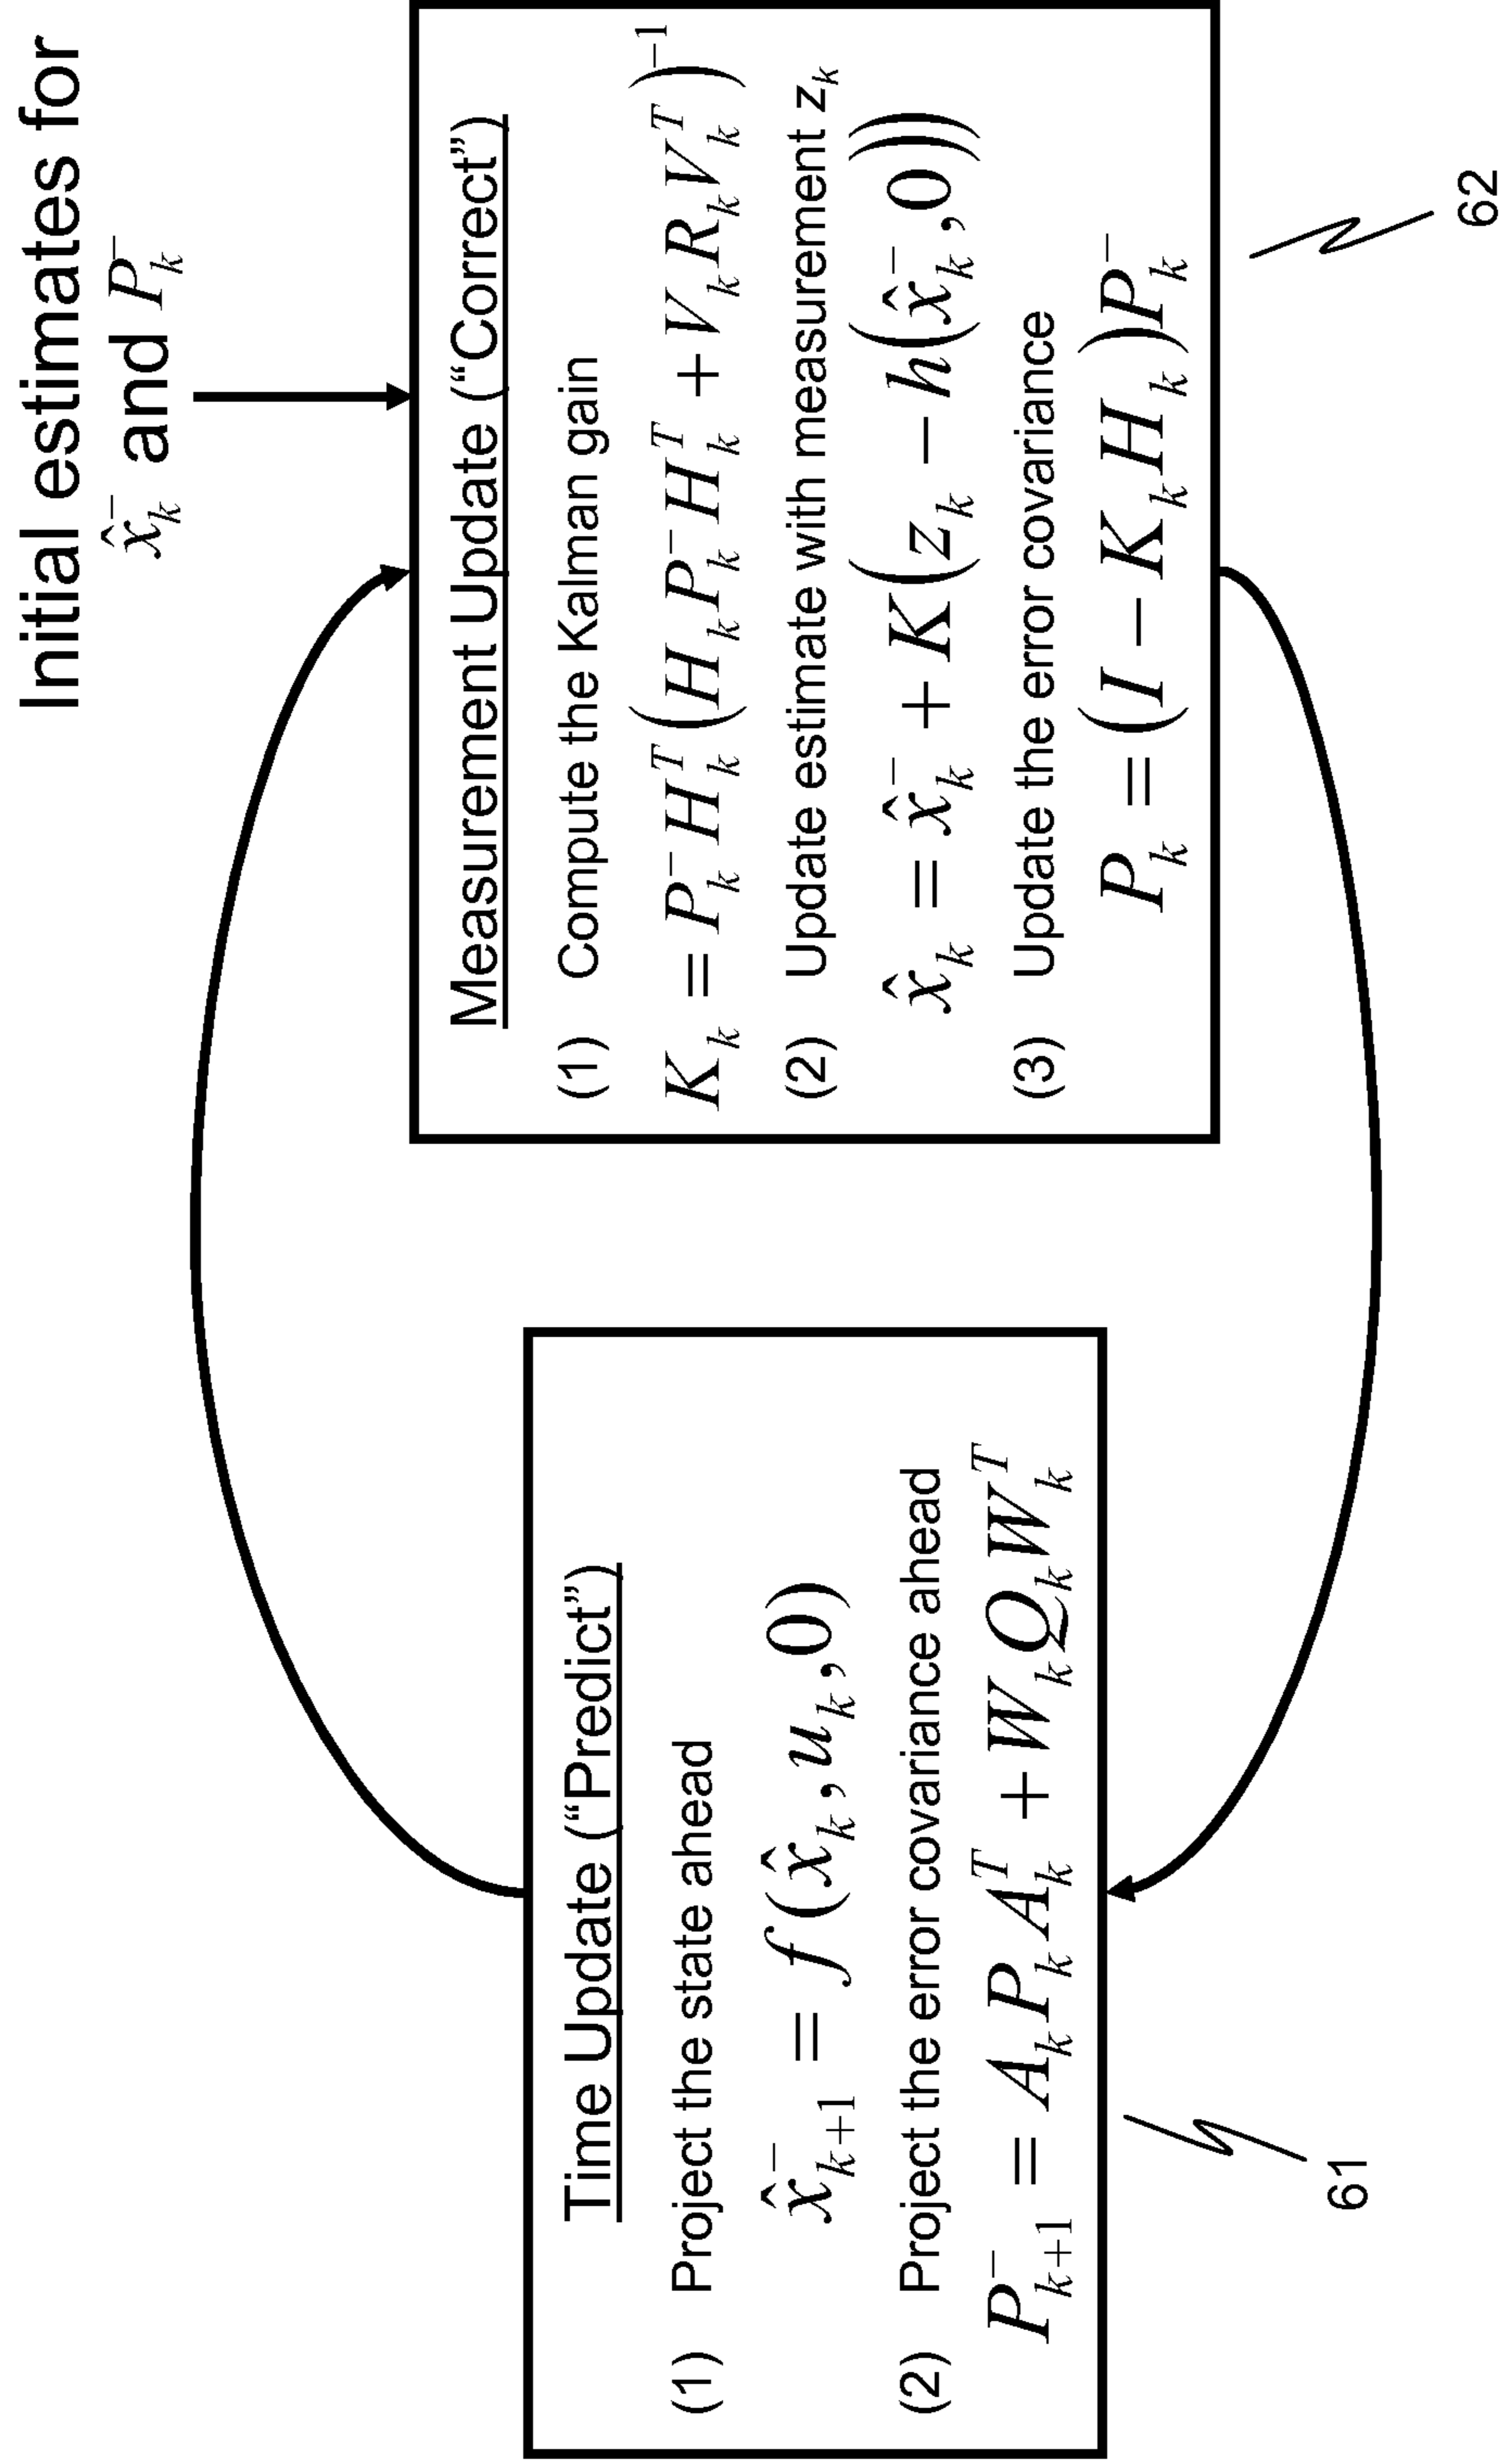 Initial estimates for
x̂ₖ⁻ and Pₖ⁻
Time Update (“Predict”)
(1) Project the state ahead
x̂ₖ₊₁⁻ = f(x̂ₖ, uₖ, 0)
(2) Project the error covariance ahead
Pₖ₊₁⁻ = AₖPₖAₖᵀ + WₖQₖWₖᵀ
61
Measurement Update (“Correct”)
(1) Compute the Kalman gain
Kₖ = Pₖ⁻Hₖᵀ(HₖPₖ⁻Hₖᵀ + VₖRₖVₖᵀ)⁻¹
(2) Update estimate with measurement zₖ
x̂ₖ = x̂ₖ⁻ + K(zₖ − h(x̂ₖ⁻, 0))
(3) Update the error covariance
Pₖ = (I − KₖHₖ)Pₖ⁻
62